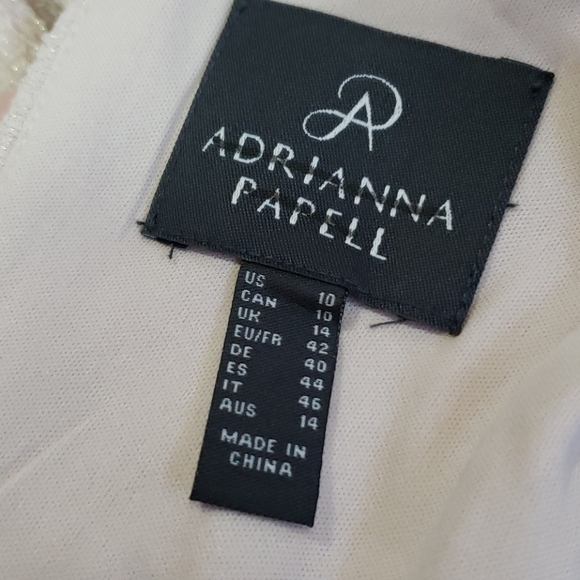 ADRIANNA
PAPELL
US 10
CAN 10
UK 14
EU/FR 42
DE 40
ES 44
IT 46
AUS 14
MADE IN
CHINA